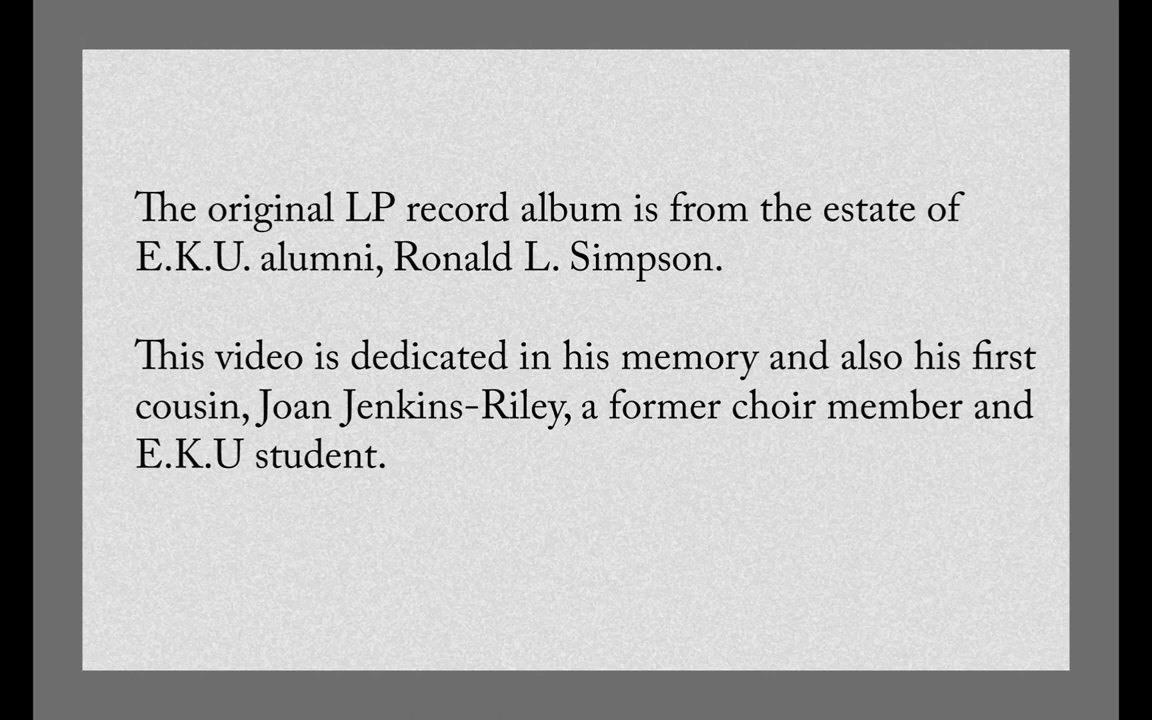 The original LP record album is from the estate of
E.K.U. alumni, Ronald L. Simpson.
This video is dedicated in his memory and also his first
cousin, Joan Jenkins-Riley, a former choir member and
E.K.U student.